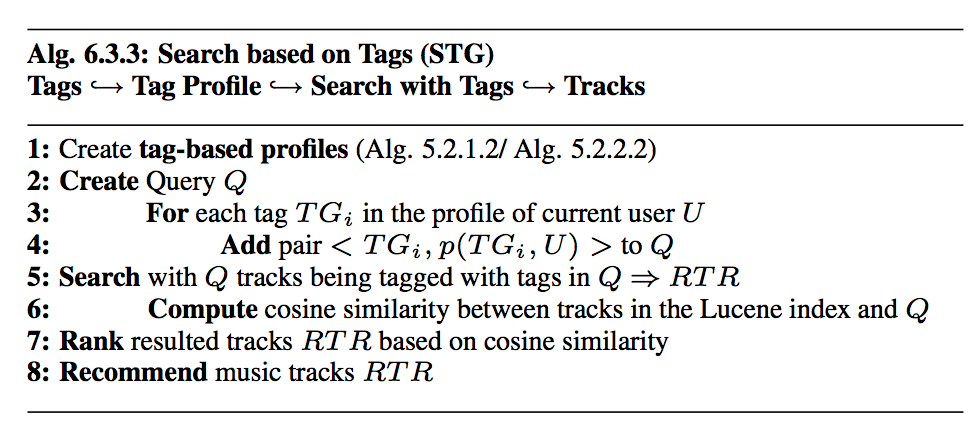 Alg. 6.3.3: Search based on Tags (STG)
Tags ↪ Tag Profile ↪ Search with Tags ↪ Tracks
1: Create tag-based profiles (Alg. 5.2.1.2/ Alg. 5.2.2.2)
2: Create Query Q
3: For each tag TG_i in the profile of current user U
4: Add pair < TG_i, p(TG_i, U) > to Q
5: Search with Q tracks being tagged with tags in Q ⇒ RTR
6: Compute cosine similarity between tracks in the Lucene index and Q
7: Rank resulted tracks RTR based on cosine similarity
8: Recommend music tracks RTR